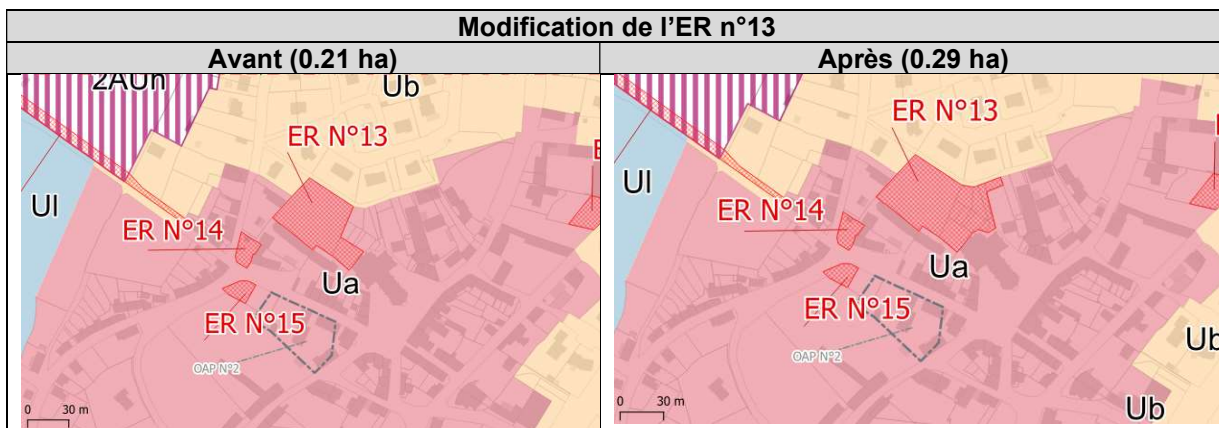 Modification de l'ER n°13
Avant (0.21 ha)
Après (0.29 ha)
2AUh
Ub
ER N°13
Ul
ER N°14
Ua
ER N°15
OAP N°2
0 30 m
ER N°13
Ul
ER N°14
Ua
ER N°15
OAP N°2
Ub
Ub
0 30 m